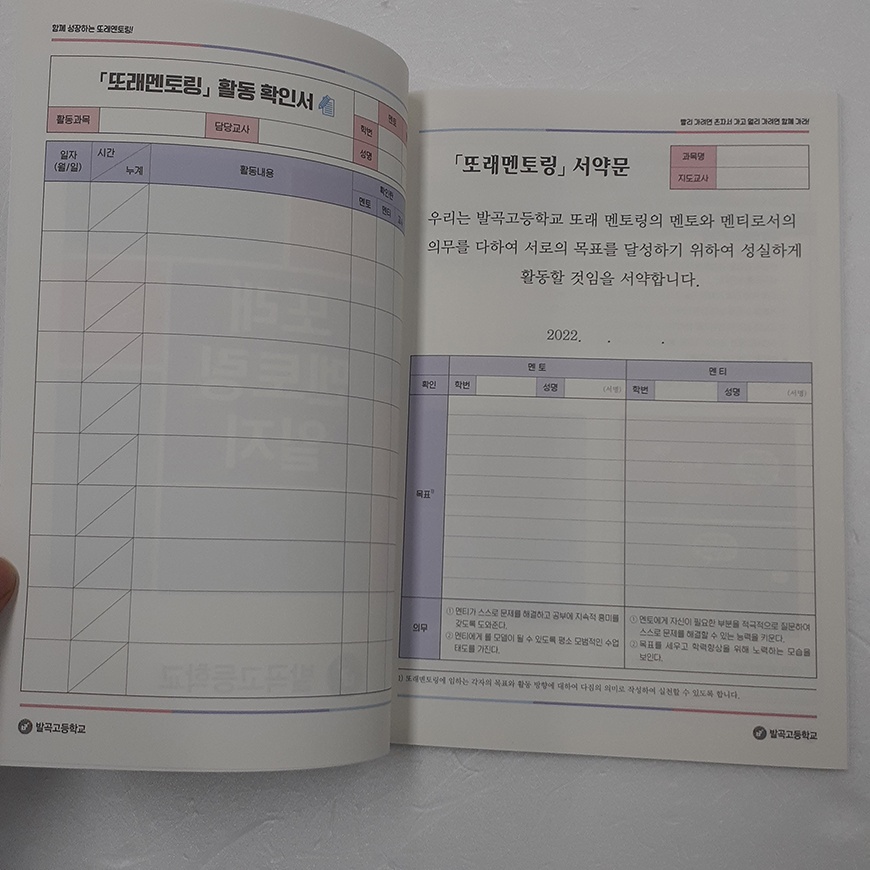 함께 성장하는 또래멘토링!
「또래멘토링」 활동 확인서
활동과목
담당교사
학번
성명
멘토
일자
(월/일)
시간
누계
활동내용
확인란
멘토
멘티
또래
멘토링
일지
발곡고등학교
발곡고등학교
빨리 가려면 혼자서 가고 멀리 가려면 함께 가라!
「또래멘토링」 서약문
과목명
지도교사
우리는 발곡고등학교 또래 멘토링의 멘토와 멘티로서의
의무를 다하여 서로의 목표를 달성하기 위하여 성실하게
활동할 것임을 서약합니다.
2022. . .
멘 토
멘 티
확인
학번
성명
(서명)
학번
성명
(서명)
목표1)
의무
① 멘티가 스스로 문제를 해결하고 공부에 지속적 흥미를
갖도록 도와준다.
② 멘티에게 롤 모델이 될 수 있도록 평소 모범적인 수업
태도를 가진다.
① 멘토에게 자신이 필요한 부분을 적극적으로 질문하여
스스로 문제를 해결할 수 있는 능력을 키운다.
② 목표를 세우고 학력향상을 위해 노력하는 모습을
보인다.
1) 또래멘토링에 임하는 각자의 목표와 활동 방향에 대하여 다짐의 의미로 작성하여 실천할 수 있도록 합니다.
발곡고등학교